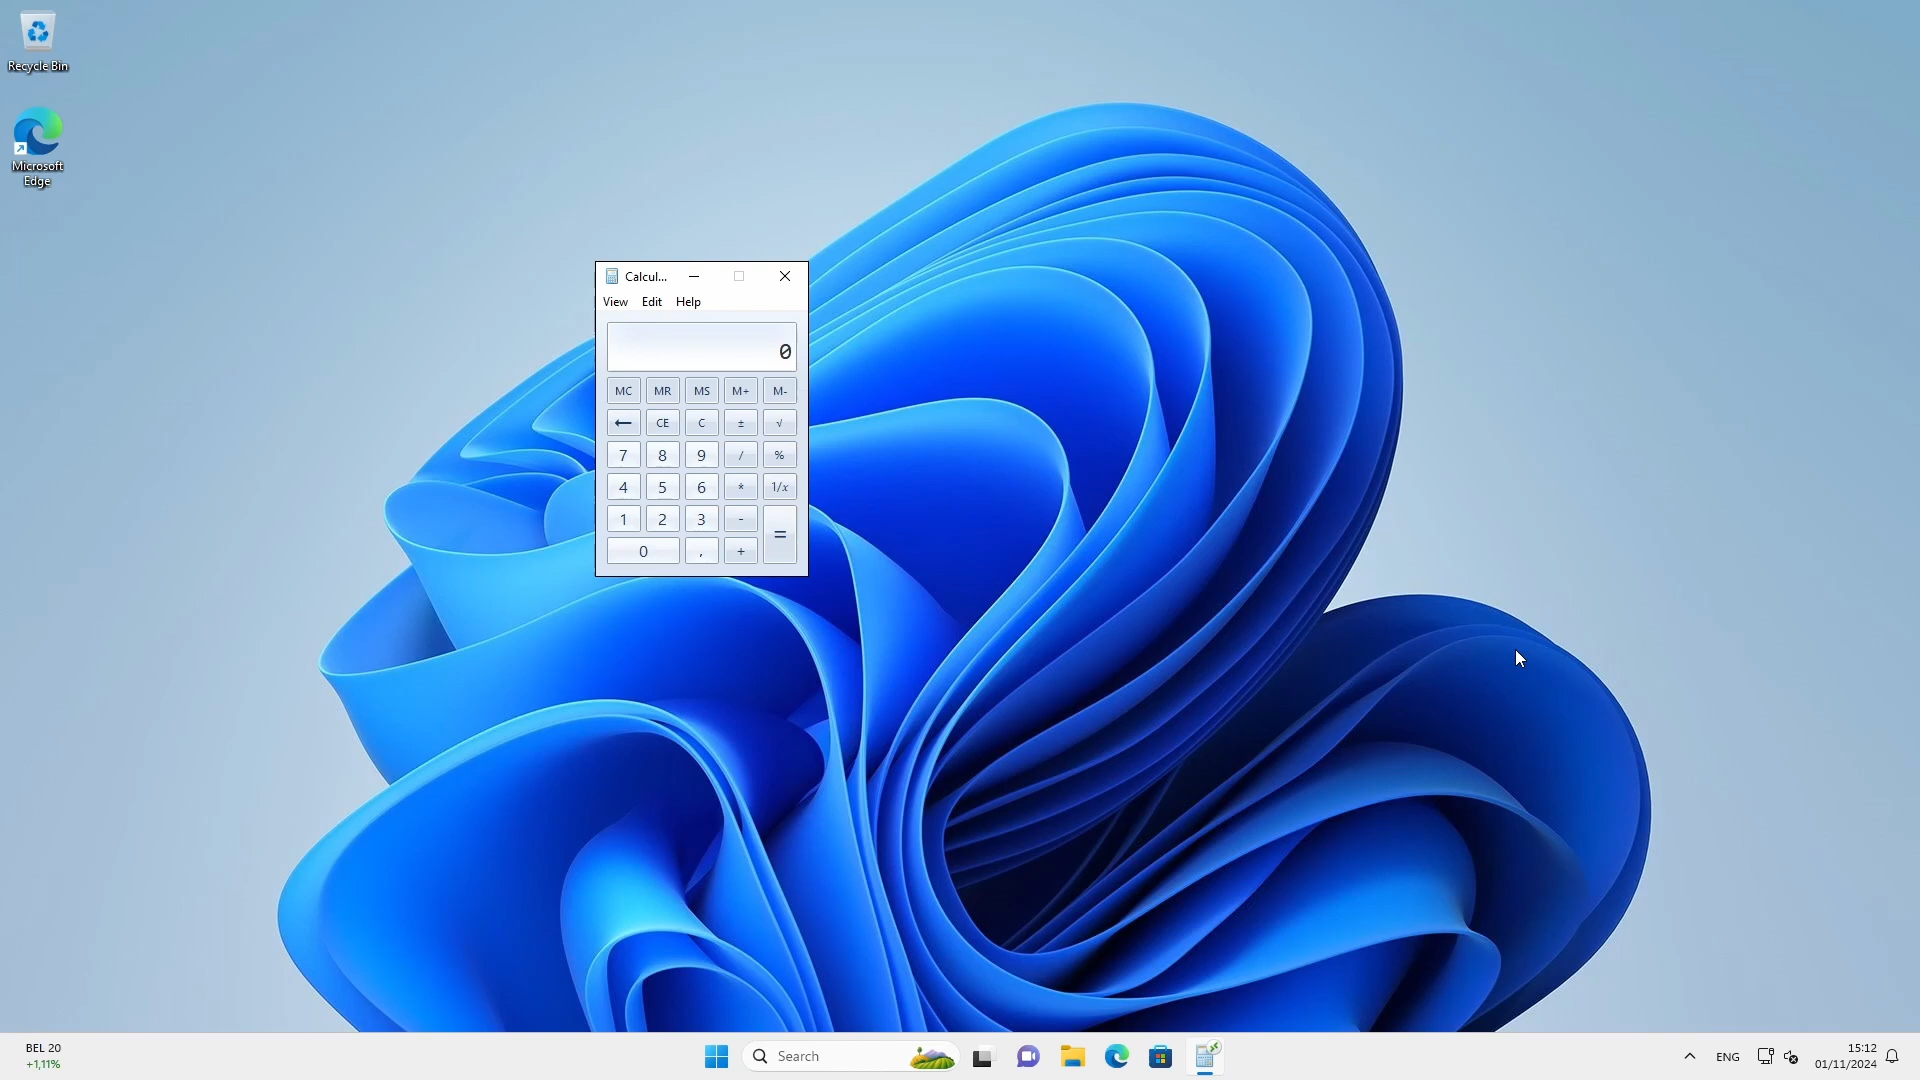 Recycle Bin
Microsoft
Edge
Calcul...
View Edit Help
0
MC MR MS M+ M-
← CE C ± √
7 8 9 / %
4 5 6 * 1/x
1 2 3 - =
0 , +
BEL 20
+1,11%
Search
ENG
15:12
01/11/2024